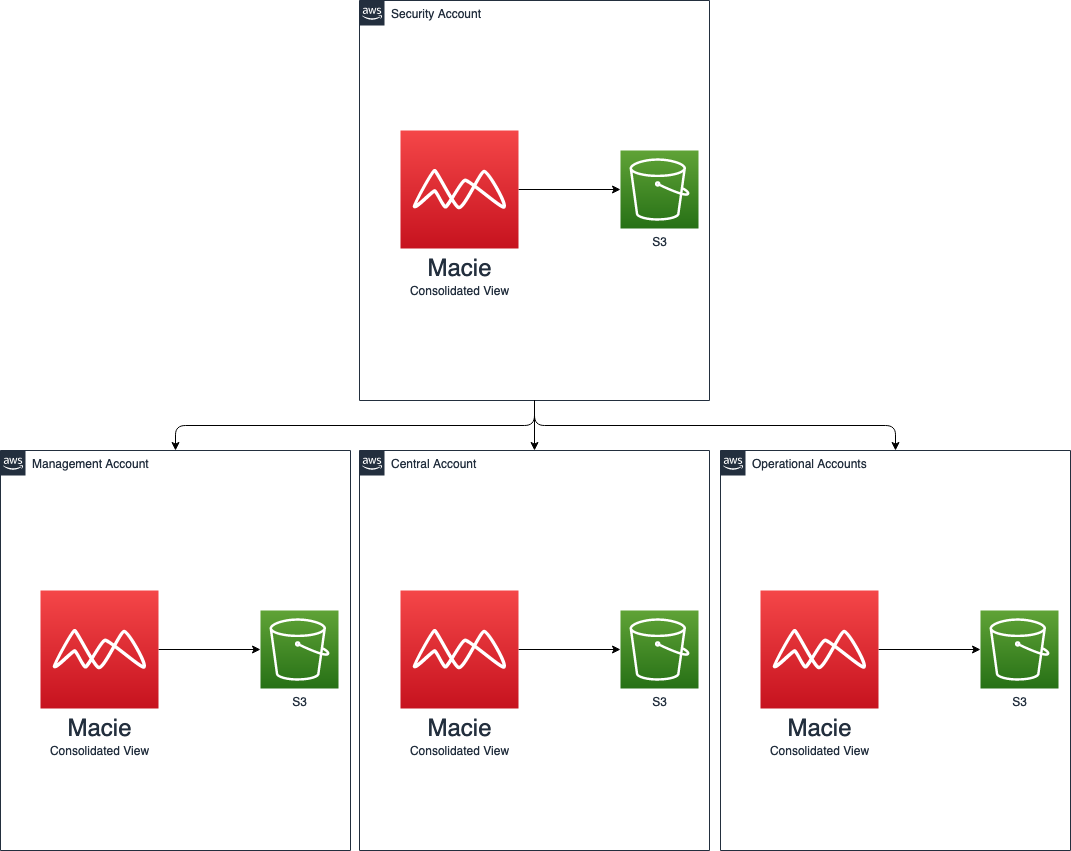 aws Security Account
S3
Macie
Consolidated View
aws Management Account
aws Central Account
aws Operational Accounts
S3
S3
S3
Macie
Macie
Macie
Consolidated View
Consolidated View
Consolidated View